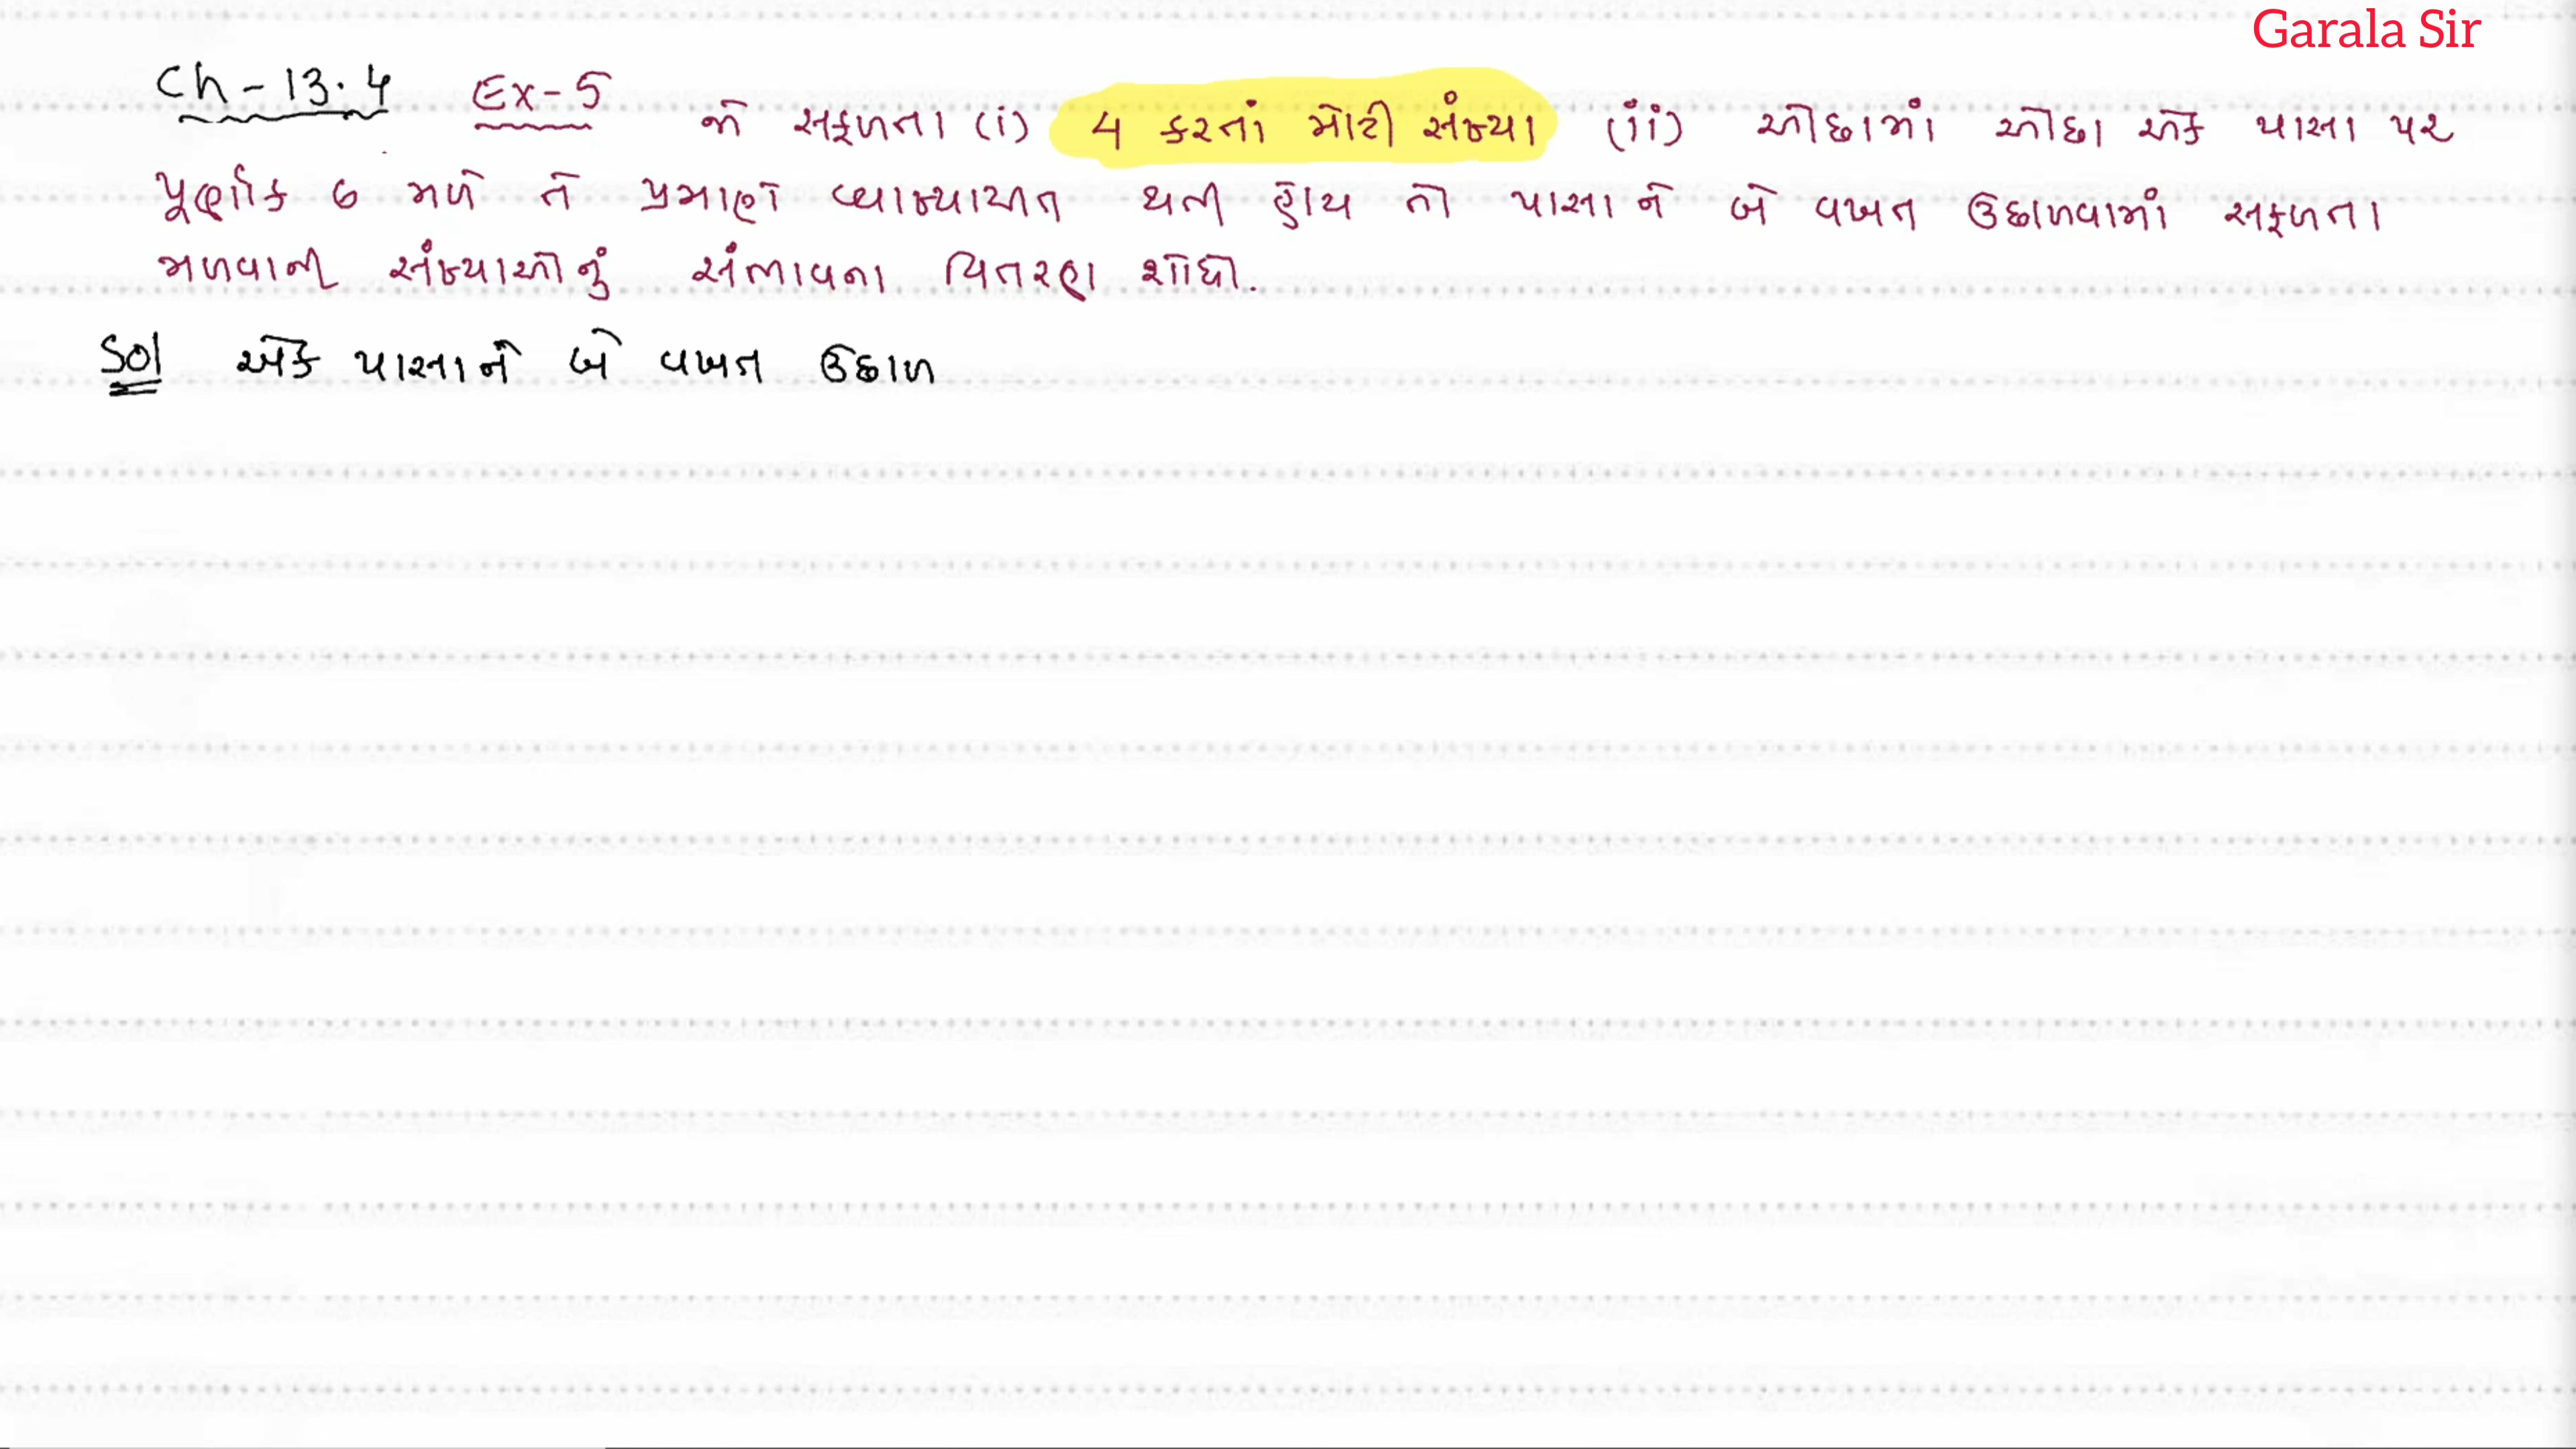 Garala Sir
Ch - 13.4 Ex - 5 જો સફળતા (i) 4 કરતાં મોટી સંખ્યા (ii) ઓછામાં ઓછા એક પાસા પર
પૂર્ણાંક 6 મળે તે પ્રમાણે વ્યાખ્યાયીત થતી હોય તો પાસાને બે વખત ઉછાળવામાં સફળતા
મળવાની સંખ્યાઓનું સંભાવના વિતરણ શોધો.
Sol એક પાસાને બે વખત ઉછાળ